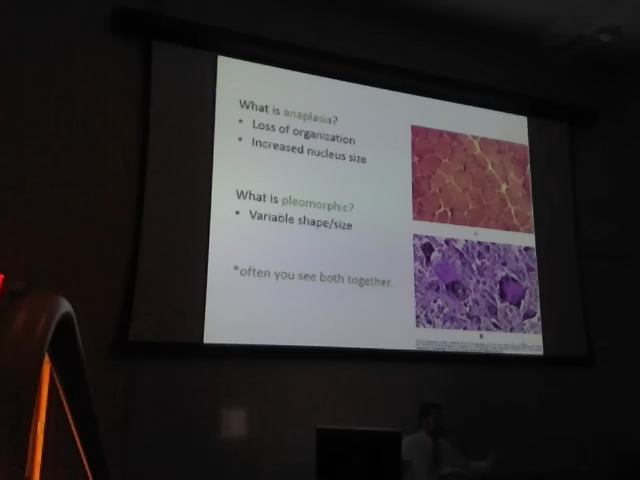 What is anaplasia?
• Loss of organization
• Increased nucleus size
What is pleomorphic?
• Variable shape/size
*often you see both together